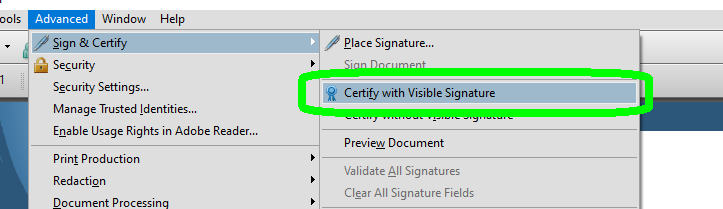 ools Advanced Window Help
Sign & Certify
Security
Security Settings...
Manage Trusted Identities...
Enable Usage Rights in Adobe Reader...
Print Production
Redaction
Document Processing
Place Signature...
Sign Document
Certify with Visible Signature
Certify without Visible Signature
Preview Document
Validate All Signatures
Clear All Signature Fields
1